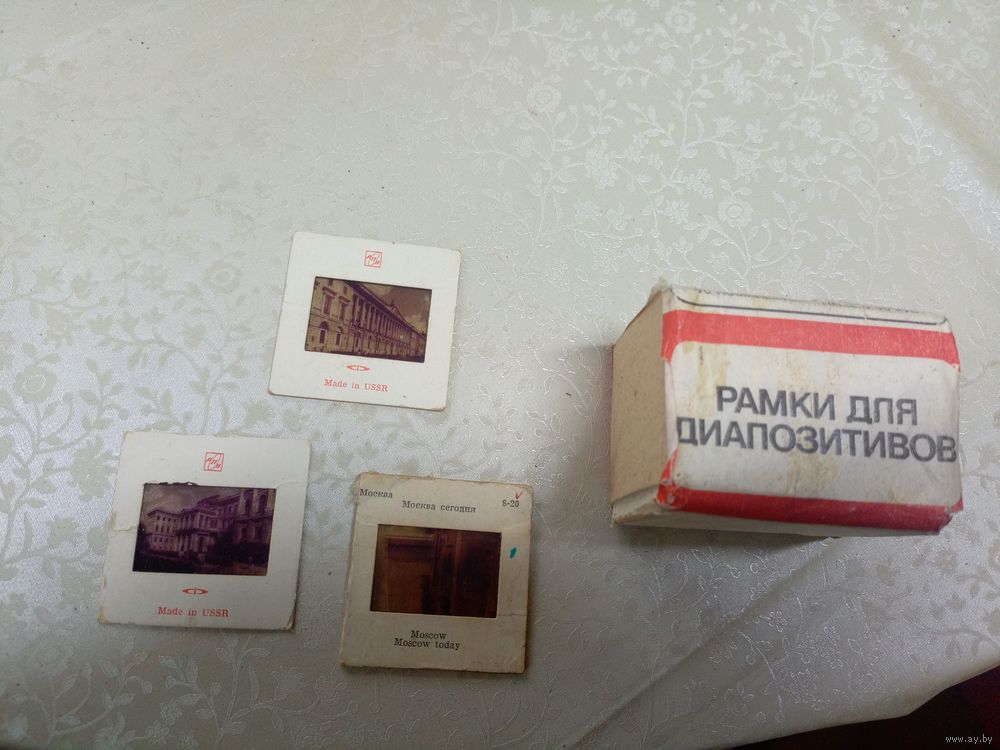 Made in USSR
Made in USSR
Москва
8-20
Москва сегодня
Moscow
Moscow today
РАМКИ ДЛЯ
ДИАПОЗИТИВОВ
www.ay.by